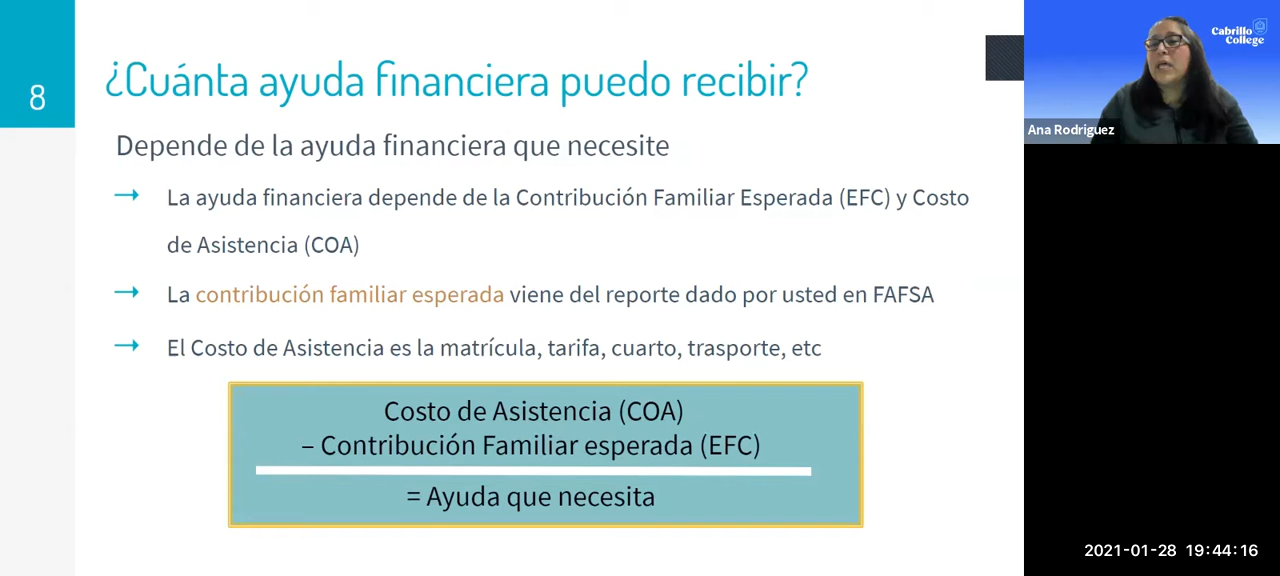 8
¿Cuánta ayuda financiera puedo recibir?
Depende de la ayuda financiera que necesite
→ La ayuda financiera depende de la Contribución Familiar Esperada (EFC) y Costo
de Asistencia (COA)
→ La contribución familiar esperada viene del reporte dado por usted en FAFSA
→ El Costo de Asistencia es la matrícula, tarifa, cuarto, trasporte, etc
Costo de Asistencia (COA)
– Contribución Familiar esperada (EFC)
= Ayuda que necesita
Cabrillo
College
Ana Rodriguez
2021-01-28 19:44:16